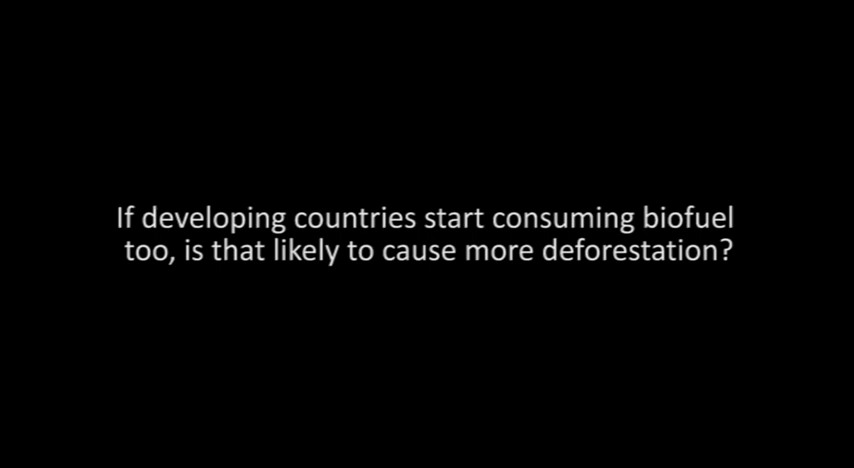 If developing countries start consuming biofuel
too, is that likely to cause more deforestation?